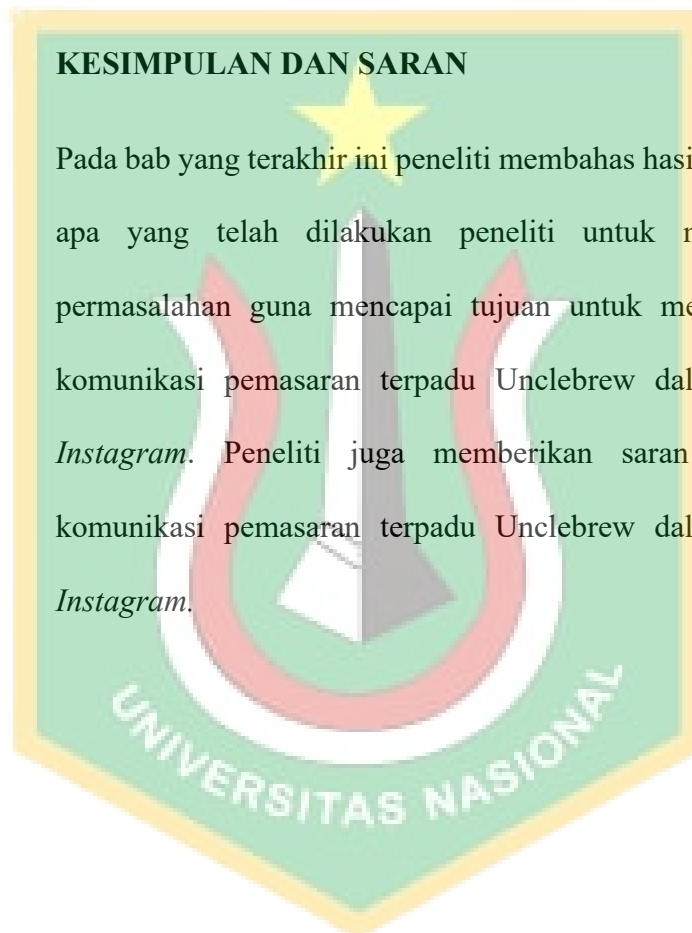 KESIMPULAN DAN SARAN
Pada bab yang terakhir ini peneliti membahas hasi
apa yang telah dilakukan peneliti untuk
permasalahan guna mencapai tujuan untuk me
komunikasi pemasaran terpadu Unclebrew dal
Instagram. Peneliti juga memberikan saran
komunikasi pemasaran terpadu Unclebrew dal
Instagram.
UNIVERSITAS NASIONAL